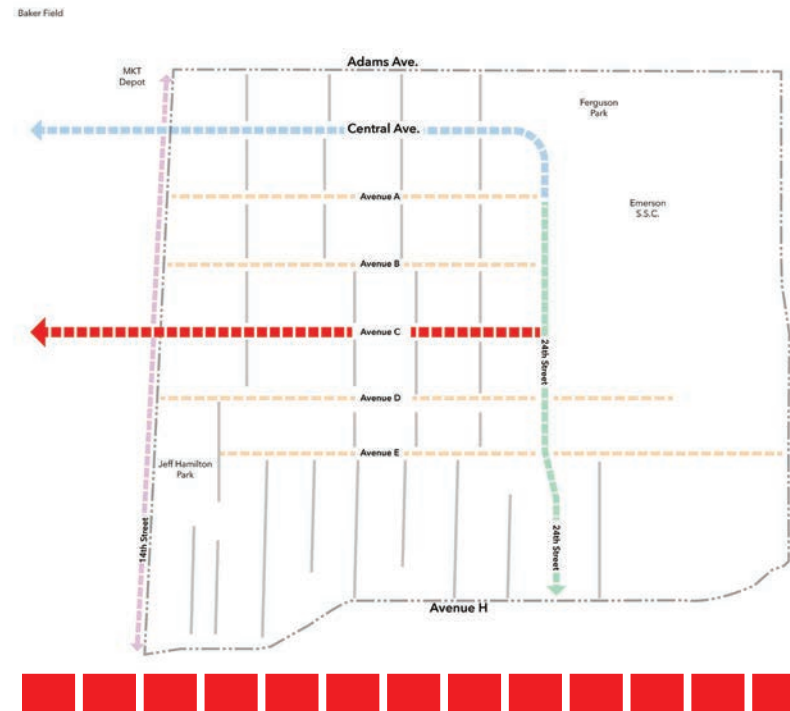 Baker Field
Adams Ave.
MKT
Depot
Ferguson
Park
Central Ave.
Avenue A
Emerson
S.S.C.
Avenue B
Avenue C
24th Street
Avenue D
Avenue E
Jeff Hamilton
Park
14th Street
24th Street
Avenue H